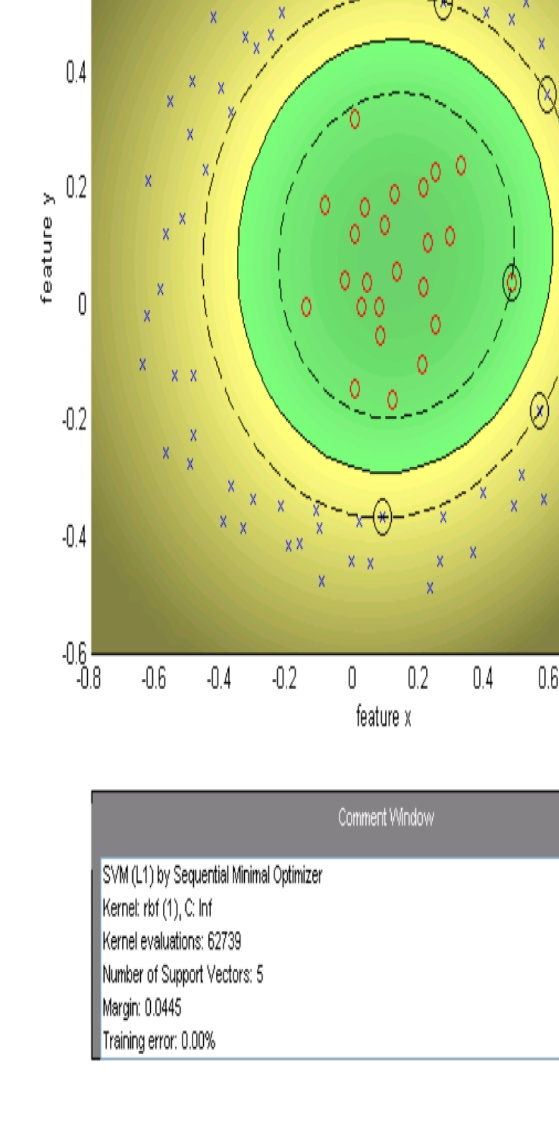 0.4
0.2
0
-0.2
-0.4
-0.6
feature y
-0.8 -0.6 -0.4 -0.2 0 0.2 0.4 0.6
feature x
Comment Window
SVM (L1) by Sequential Minimal Optimizer
Kernel: rbf (1), C: Inf
Kernel evaluations: 62739
Number of Support Vectors: 5
Margin: 0.0445
Training error: 0.00%